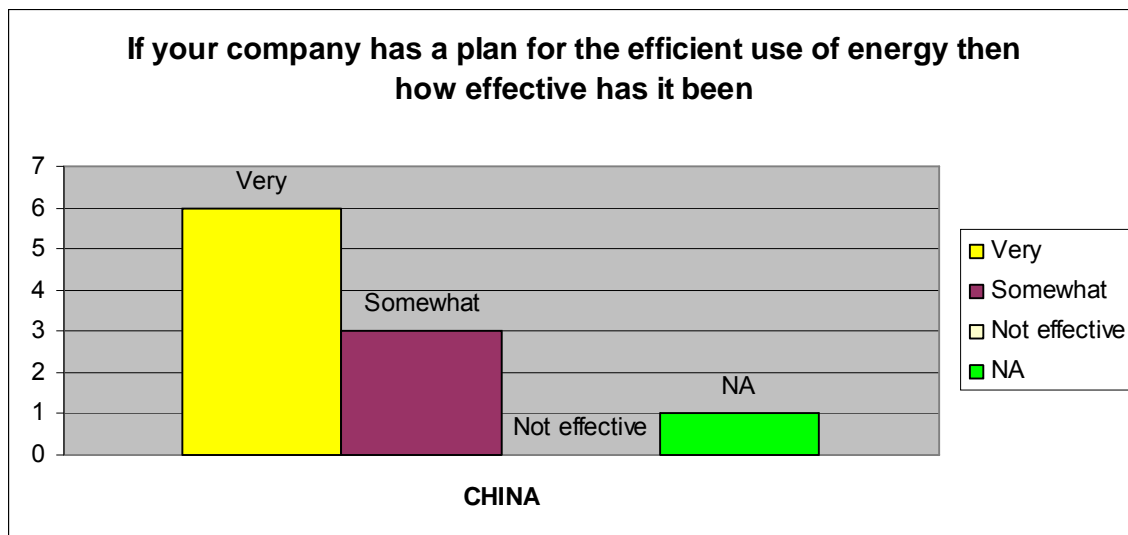 If your company has a plan for the efficient use of energy then
how effective has it been
7
6
5
4
3
2
1
0
Very
Somewhat
Not effective
NA
CHINA
Very
Somewhat
Not effective
NA